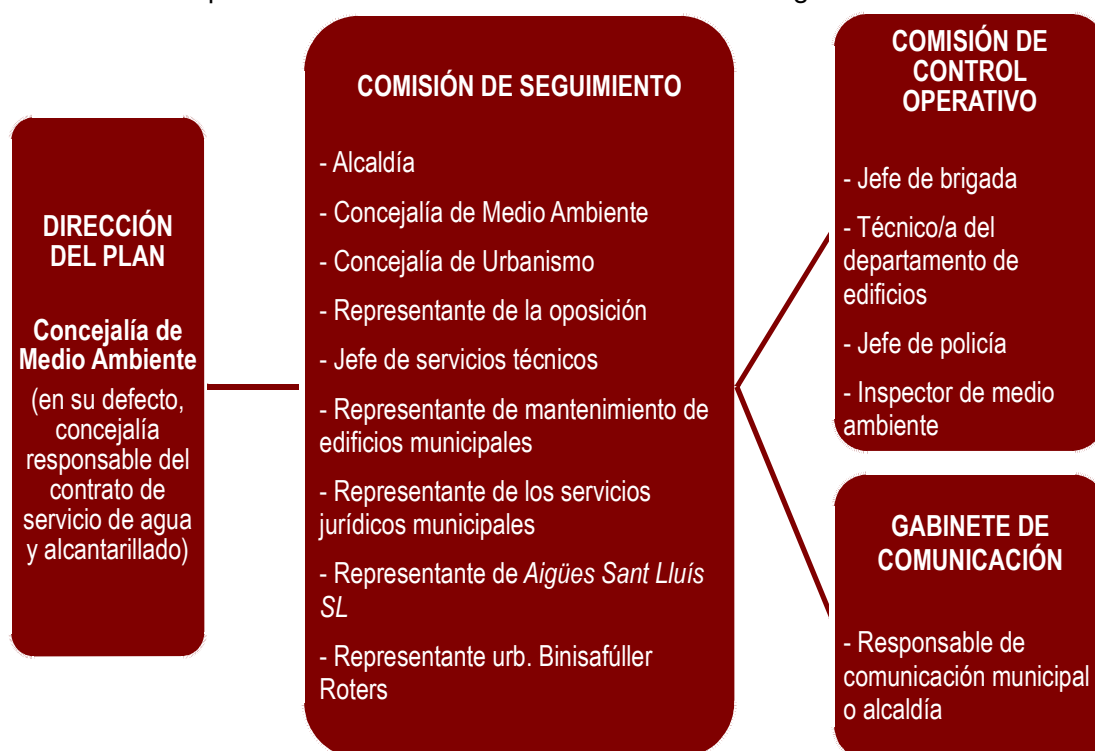 DIRECCIÓN
DEL PLAN
Concejalía de
Medio Ambiente
(en su defecto,
concejalía
responsable del
contrato de
servicio de agua
y alcantarillado)
COMISIÓN DE SEGUIMIENTO
- Alcaldía
- Concejalía de Medio Ambiente
- Concejalía de Urbanismo
- Representante de la oposición
- Jefe de servicios técnicos
- Representante de mantenimiento de
edificios municipales
- Representante de los servicios
jurídicos municipales
- Representante de Aigües Sant Lluís
SL
- Representante urb. Binisafúller
Roters
COMISIÓN DE
CONTROL
OPERATIVO
- Jefe de brigada
- Técnico/a del
departamento de
edificios
- Jefe de policía
- Inspector de medio
ambiente
GABINETE DE
COMUNICACIÓN
- Responsable de
comunicación municipal
o alcaldía